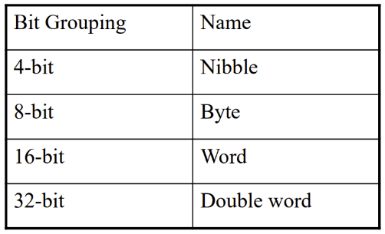 Bit Grouping Name
4-bit Nibble
8-bit Byte
16-bit Word
32-bit Double word